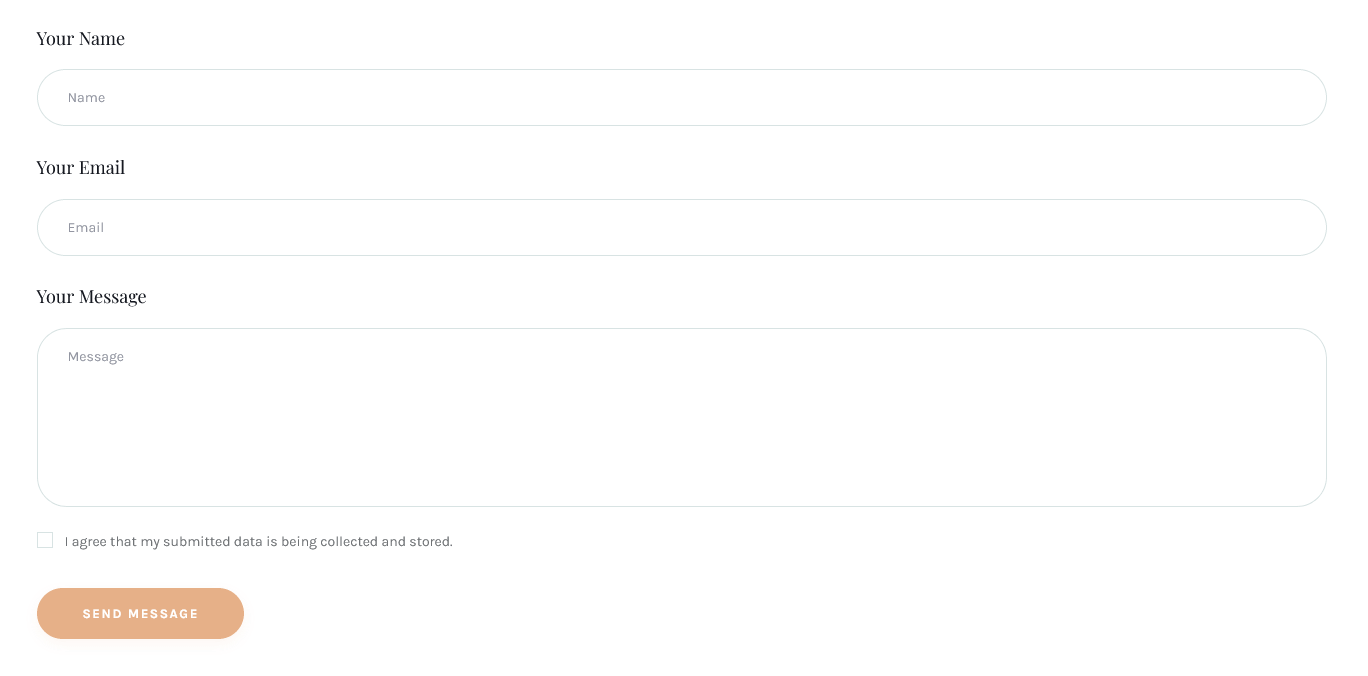 Your Name
Name
Your Email
Email
Your Message
Message
I agree that my submitted data is being collected and stored.
SEND MESSAGE